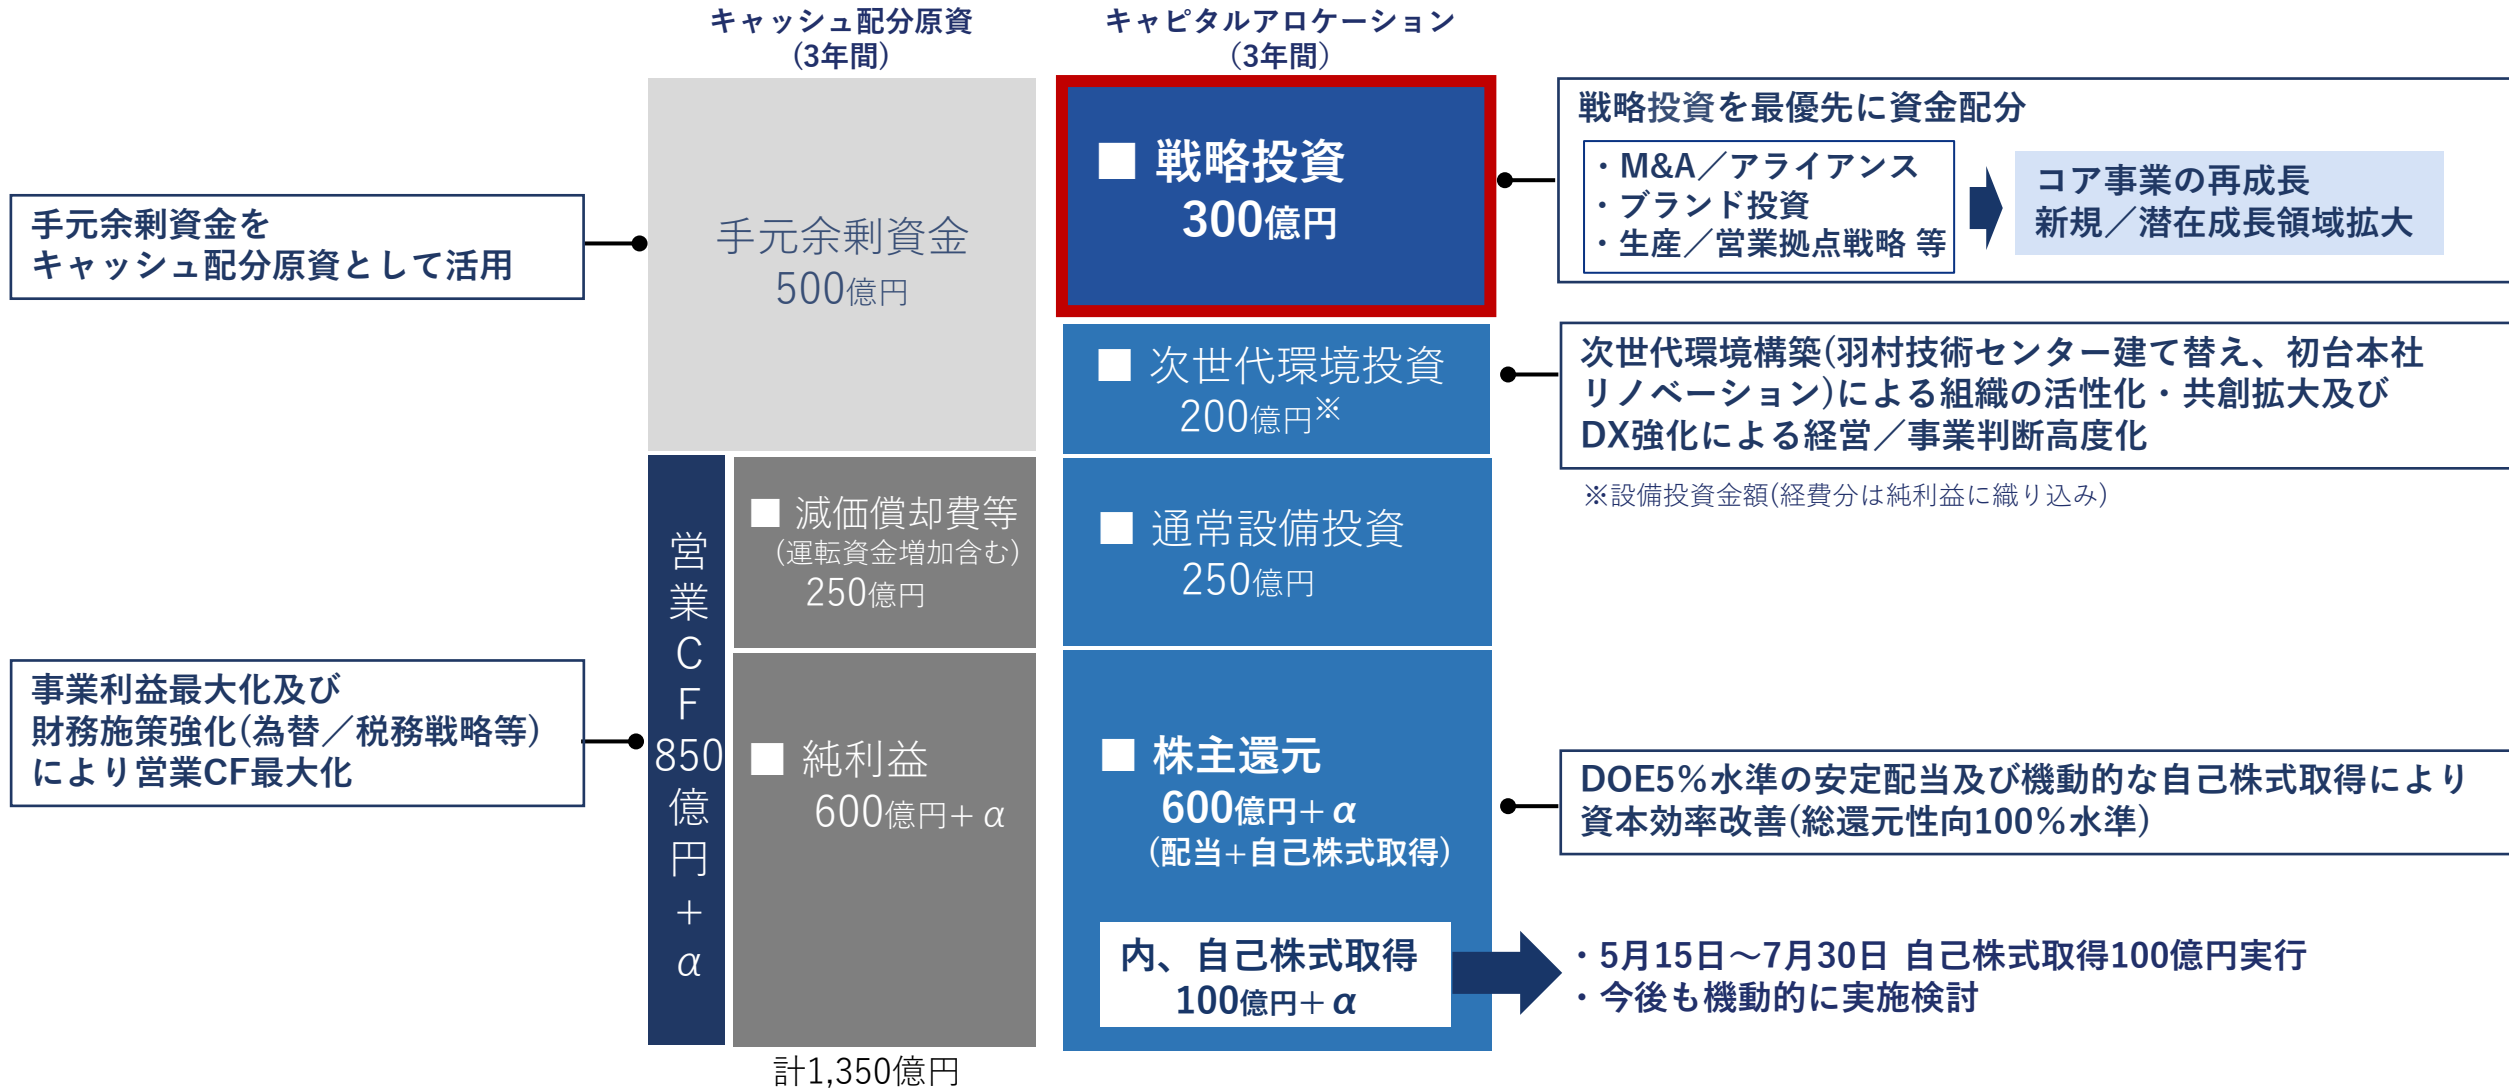 キャッシュ配分原資
(3年間)
キャピタルアロケーション
(3年間)
手元余剰資金を
キャッシュ配分原資として活用
手元余剰資金
500億円
営業CF850億円+α
■ 減価償却費等
(運転資金増加含む)
250億円
■ 純利益
600億円+α
計1,350億円
事業利益最大化及び
財務施策強化(為替／税務戦略等)
により営業CF最大化
■ 戦略投資
300億円
■ 次世代環境投資
200億円※
■ 通常設備投資
250億円
■ 株主還元
600億円+α
(配当+自己株式取得)
内、自己株式取得
100億円+α
戦略投資を最優先に資金配分
・M&A／アライアンス
・ブランド投資
・生産／営業拠点戦略 等
コア事業の再成長
新規／潜在成長領域拡大
次世代環境構築(羽村技術センター建て替え、初台本社
リノベーション)による組織の活性化・共創拡大及び
DX強化による経営／事業判断高度化
※設備投資金額(経費分は純利益に織り込み)
DOE5%水準の安定配当及び機動的な自己株式取得により
資本効率改善(総還元性向100%水準)
・5月15日～7月30日 自己株式取得100億円実行
・今後も機動的に実施検討